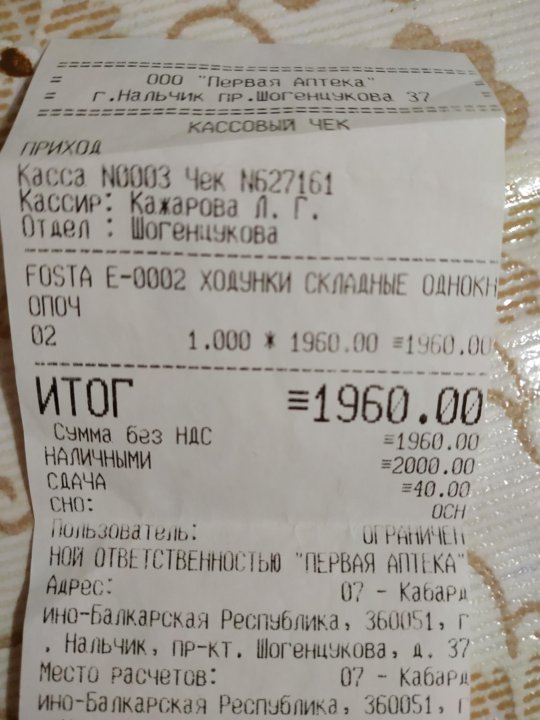 = ООО "Первая Аптека" =
= г.Нальчик пр.Шогенцукова 37 =
КАССОВЫЙ ЧЕК
ПРИХОД
Касса N0003 Чек N627161
Кассир: Кажарова Л. Г.
Отдел : Шогенцукова
FOSTA E-0002 ХОДУНКИ СКЛАДНЫЕ ОДНОКН
ОПОЧ
02 1.000 * 1960.00 ≡1960.00
ИТОГ ≡1960.00
Сумма без НДС ≡1960.00
НАЛИЧНЫМИ ≡2000.00
СДАЧА ≡40.00
СНО: ОСН
Пользователь: ОГРАНИЧЕН
НОЙ ОТВЕТСТВЕННОСТЬЮ "ПЕРВАЯ АПТЕКА"
Адрес: 07 - Кабард
ино-Балкарская Республика, 360051, г
. Нальчик, пр-кт. Шогенцукова, д. 37
Место расчетов: 07 - Кабард
ино-Балкарская Республика, 360051, г